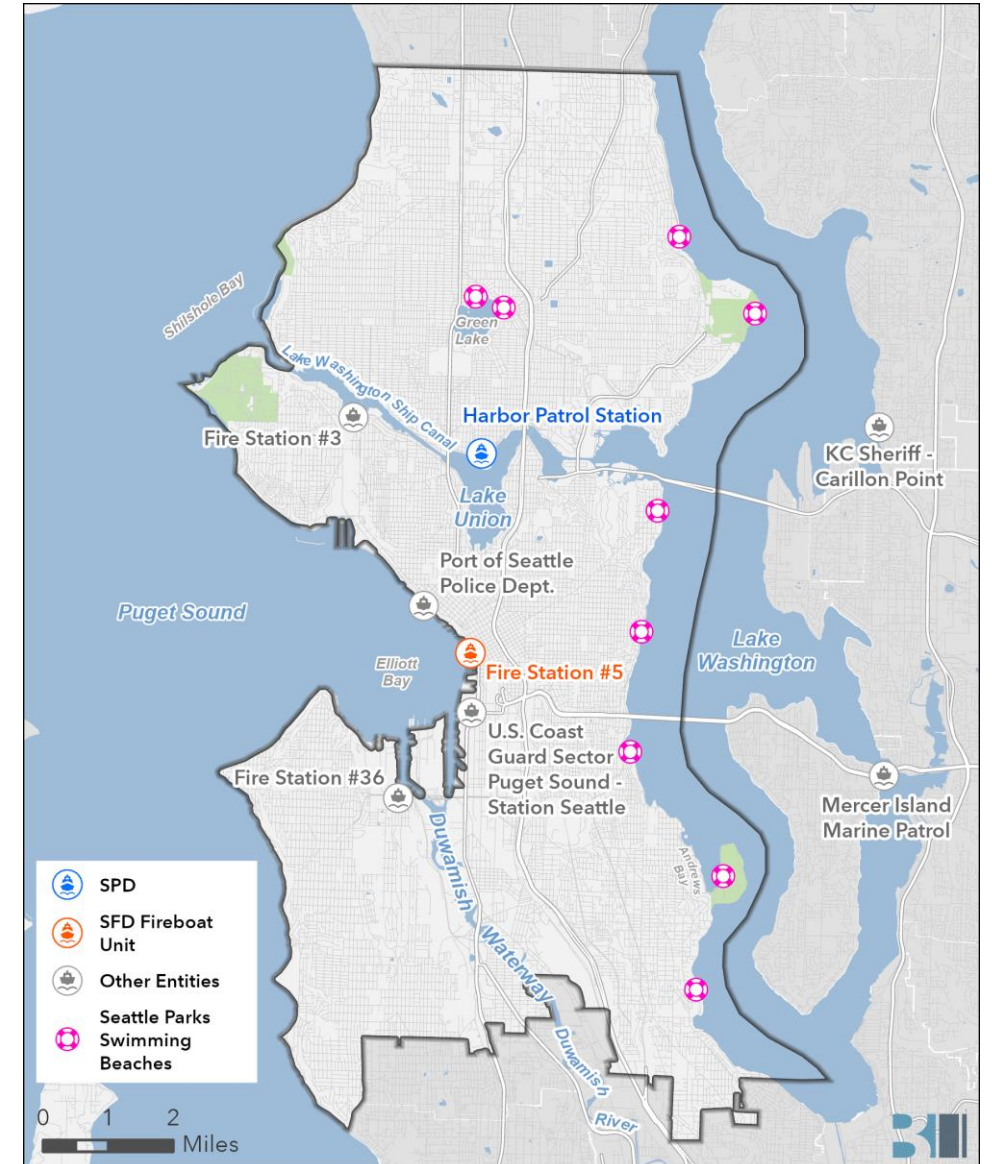 Shilshole Bay
Green
Lake
Lake Washington Ship Canal
Harbor Patrol Station
Fire Station #3
KC Sheriff -
Carillon Point
Lake
Union
Port of Seattle
Police Dept.
Puget Sound
Lake
Washington
Elliott
Bay
Fire Station #5
U.S. Coast
Guard Sector
Puget Sound -
Station Seattle
Fire Station #36
Mercer Island
Marine Patrol
Duwamish
Waterway
Andrews
Bay
Duwamish
River
SPD
SFD Fireboat
Unit
Other Entities
Seattle Parks
Swimming
Beaches
0 1 2
Miles